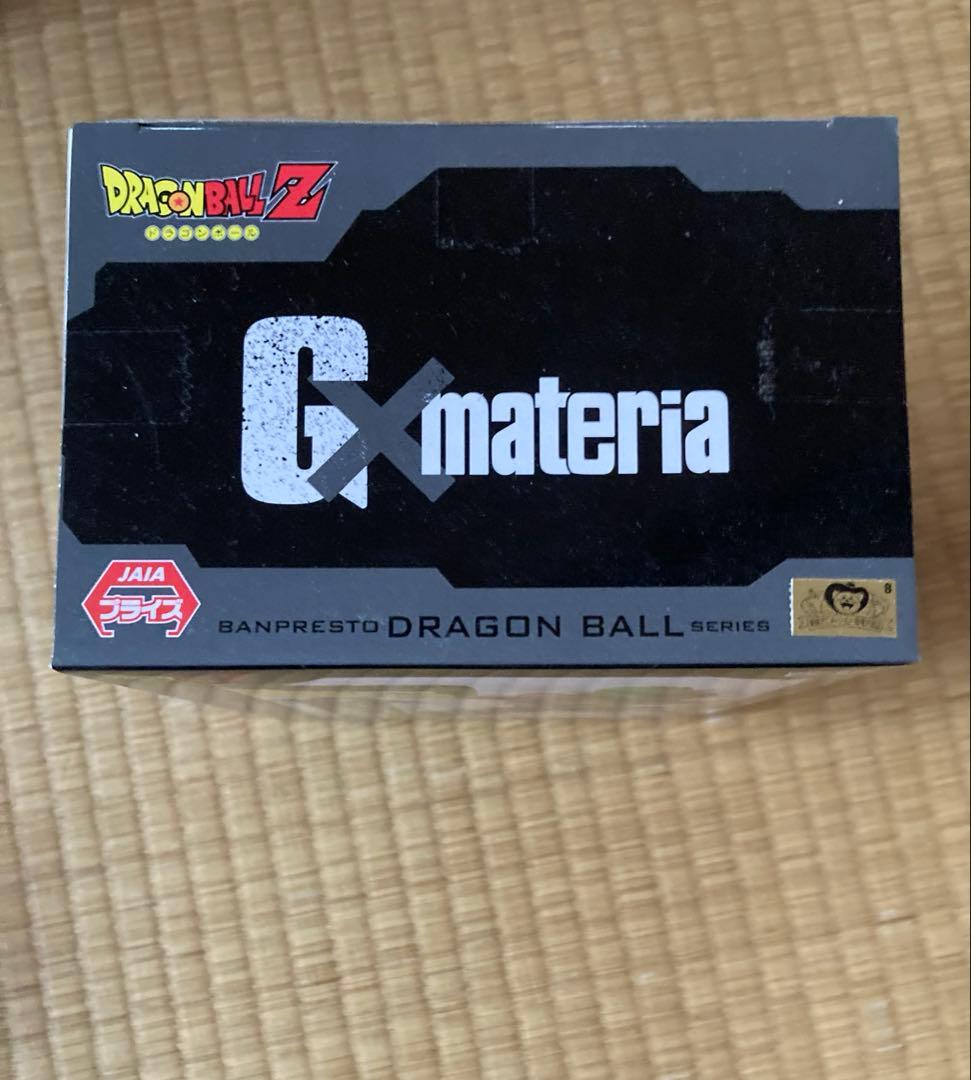 DRAGON BALL Z
ドラゴンボール
G×materia
JAIA
プライズ
BANPRESTO DRAGON BALL SERIES
8